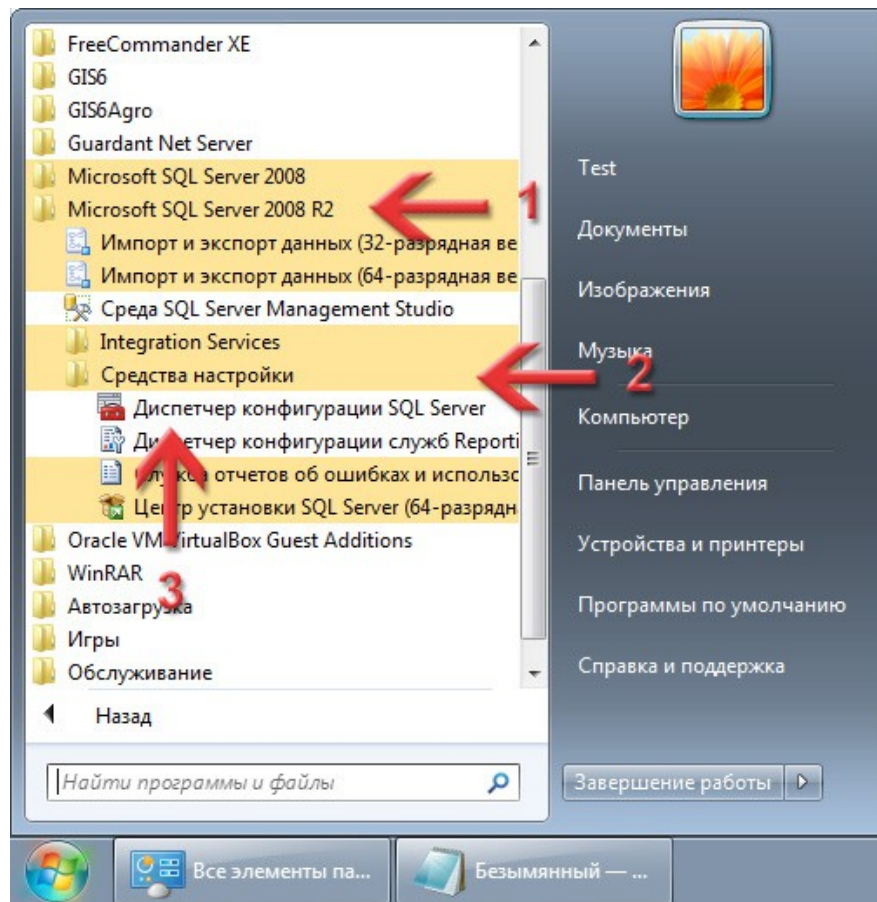 FreeCommander XE
GIS6
GIS6Agro
Guardant Net Server
Microsoft SQL Server 2008
Microsoft SQL Server 2008 R2
1
Импорт и экспорт данных (32-разрядная ве
Импорт и экспорт данных (64-разрядная ве
Среда SQL Server Management Studio
Integration Services
Средства настройки
2
Диспетчер конфигурации SQL Server
Диспетчер конфигурации служб Reporti
Служба отчетов об ошибках и использс
Центр установки SQL Server (64-разрядн
Oracle VM VirtualBox Guest Additions
WinRAR
3
Автозагрузка
Игры
Обслуживание
Назад
Найти программы и файлы
Test
Документы
Изображения
Музыка
Компьютер
Панель управления
Устройства и принтеры
Программы по умолчанию
Справка и поддержка
Завершение работы
Все элементы па...
Безымянный — ...